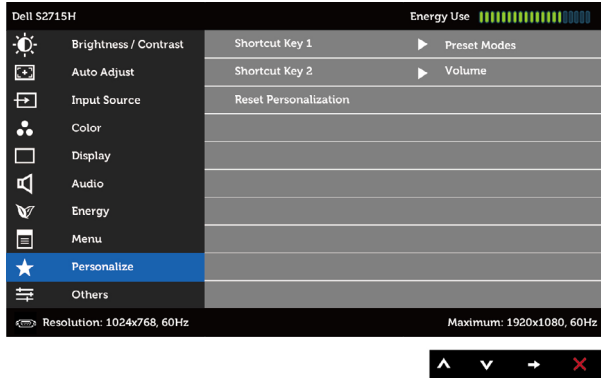 Dell S2715H Energy Use
Brightness / Contrast Shortcut Key 1 Preset Modes
Auto Adjust Shortcut Key 2 Volume
Input Source Reset Personalization
Color
Display
Audio
Energy
Menu
Personalize
Others
Resolution: 1024x768, 60Hz Maximum: 1920x1080, 60Hz